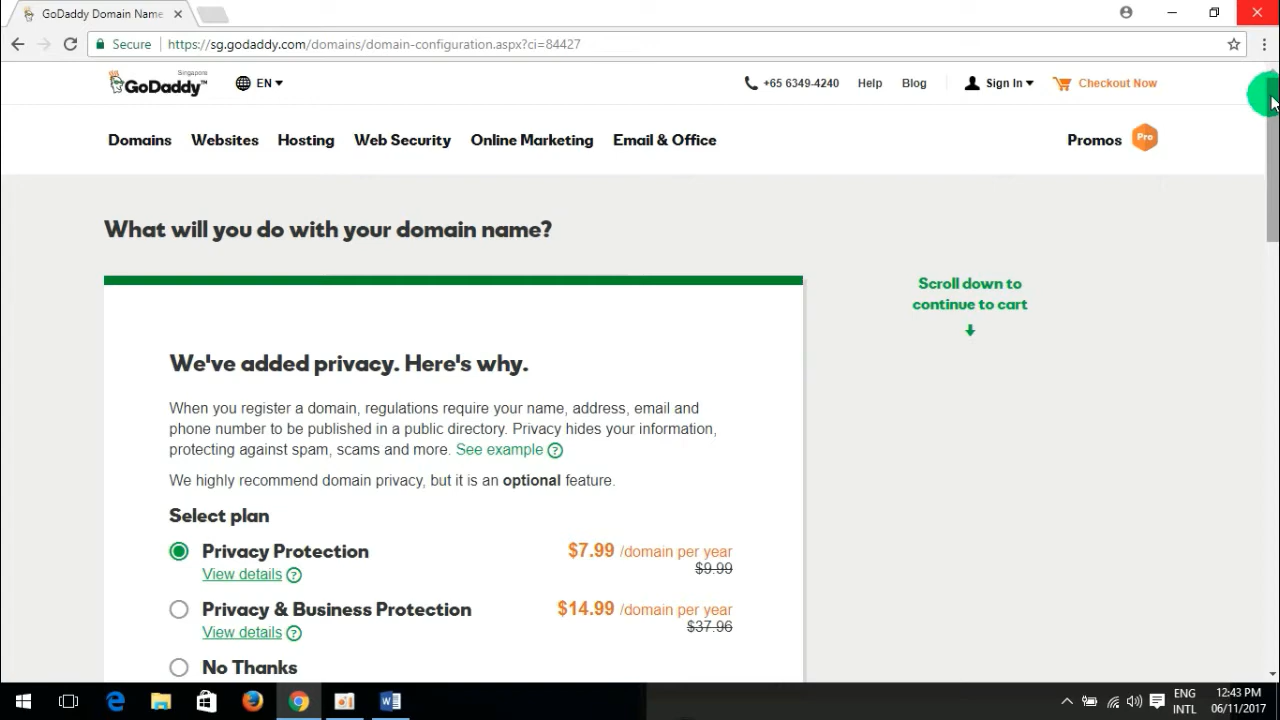 GoDaddy Domain Name
Secure
https://sg.godaddy.com/domains/domain-configuration.aspx?ci=84427
Singapore
GoDaddy™
EN
+65 6349-4240
Help
Blog
Sign In
Checkout Now
Domains
Websites
Hosting
Web Security
Online Marketing
Email & Office
Promos
Pro
What will you do with your domain name?
Scroll down to
continue to cart
We've added privacy. Here's why.
When you register a domain, regulations require your name, address, email and
phone number to be published in a public directory. Privacy hides your information,
protecting against spam, scams and more. See example ?
We highly recommend domain privacy, but it is an optional feature.
Select plan
Privacy Protection
$7.99 /domain per year
View details ?
$9.99
Privacy & Business Protection
$14.99 /domain per year
View details ?
$37.96
No Thanks
ENG
INTL
12:43 PM
06/11/2017